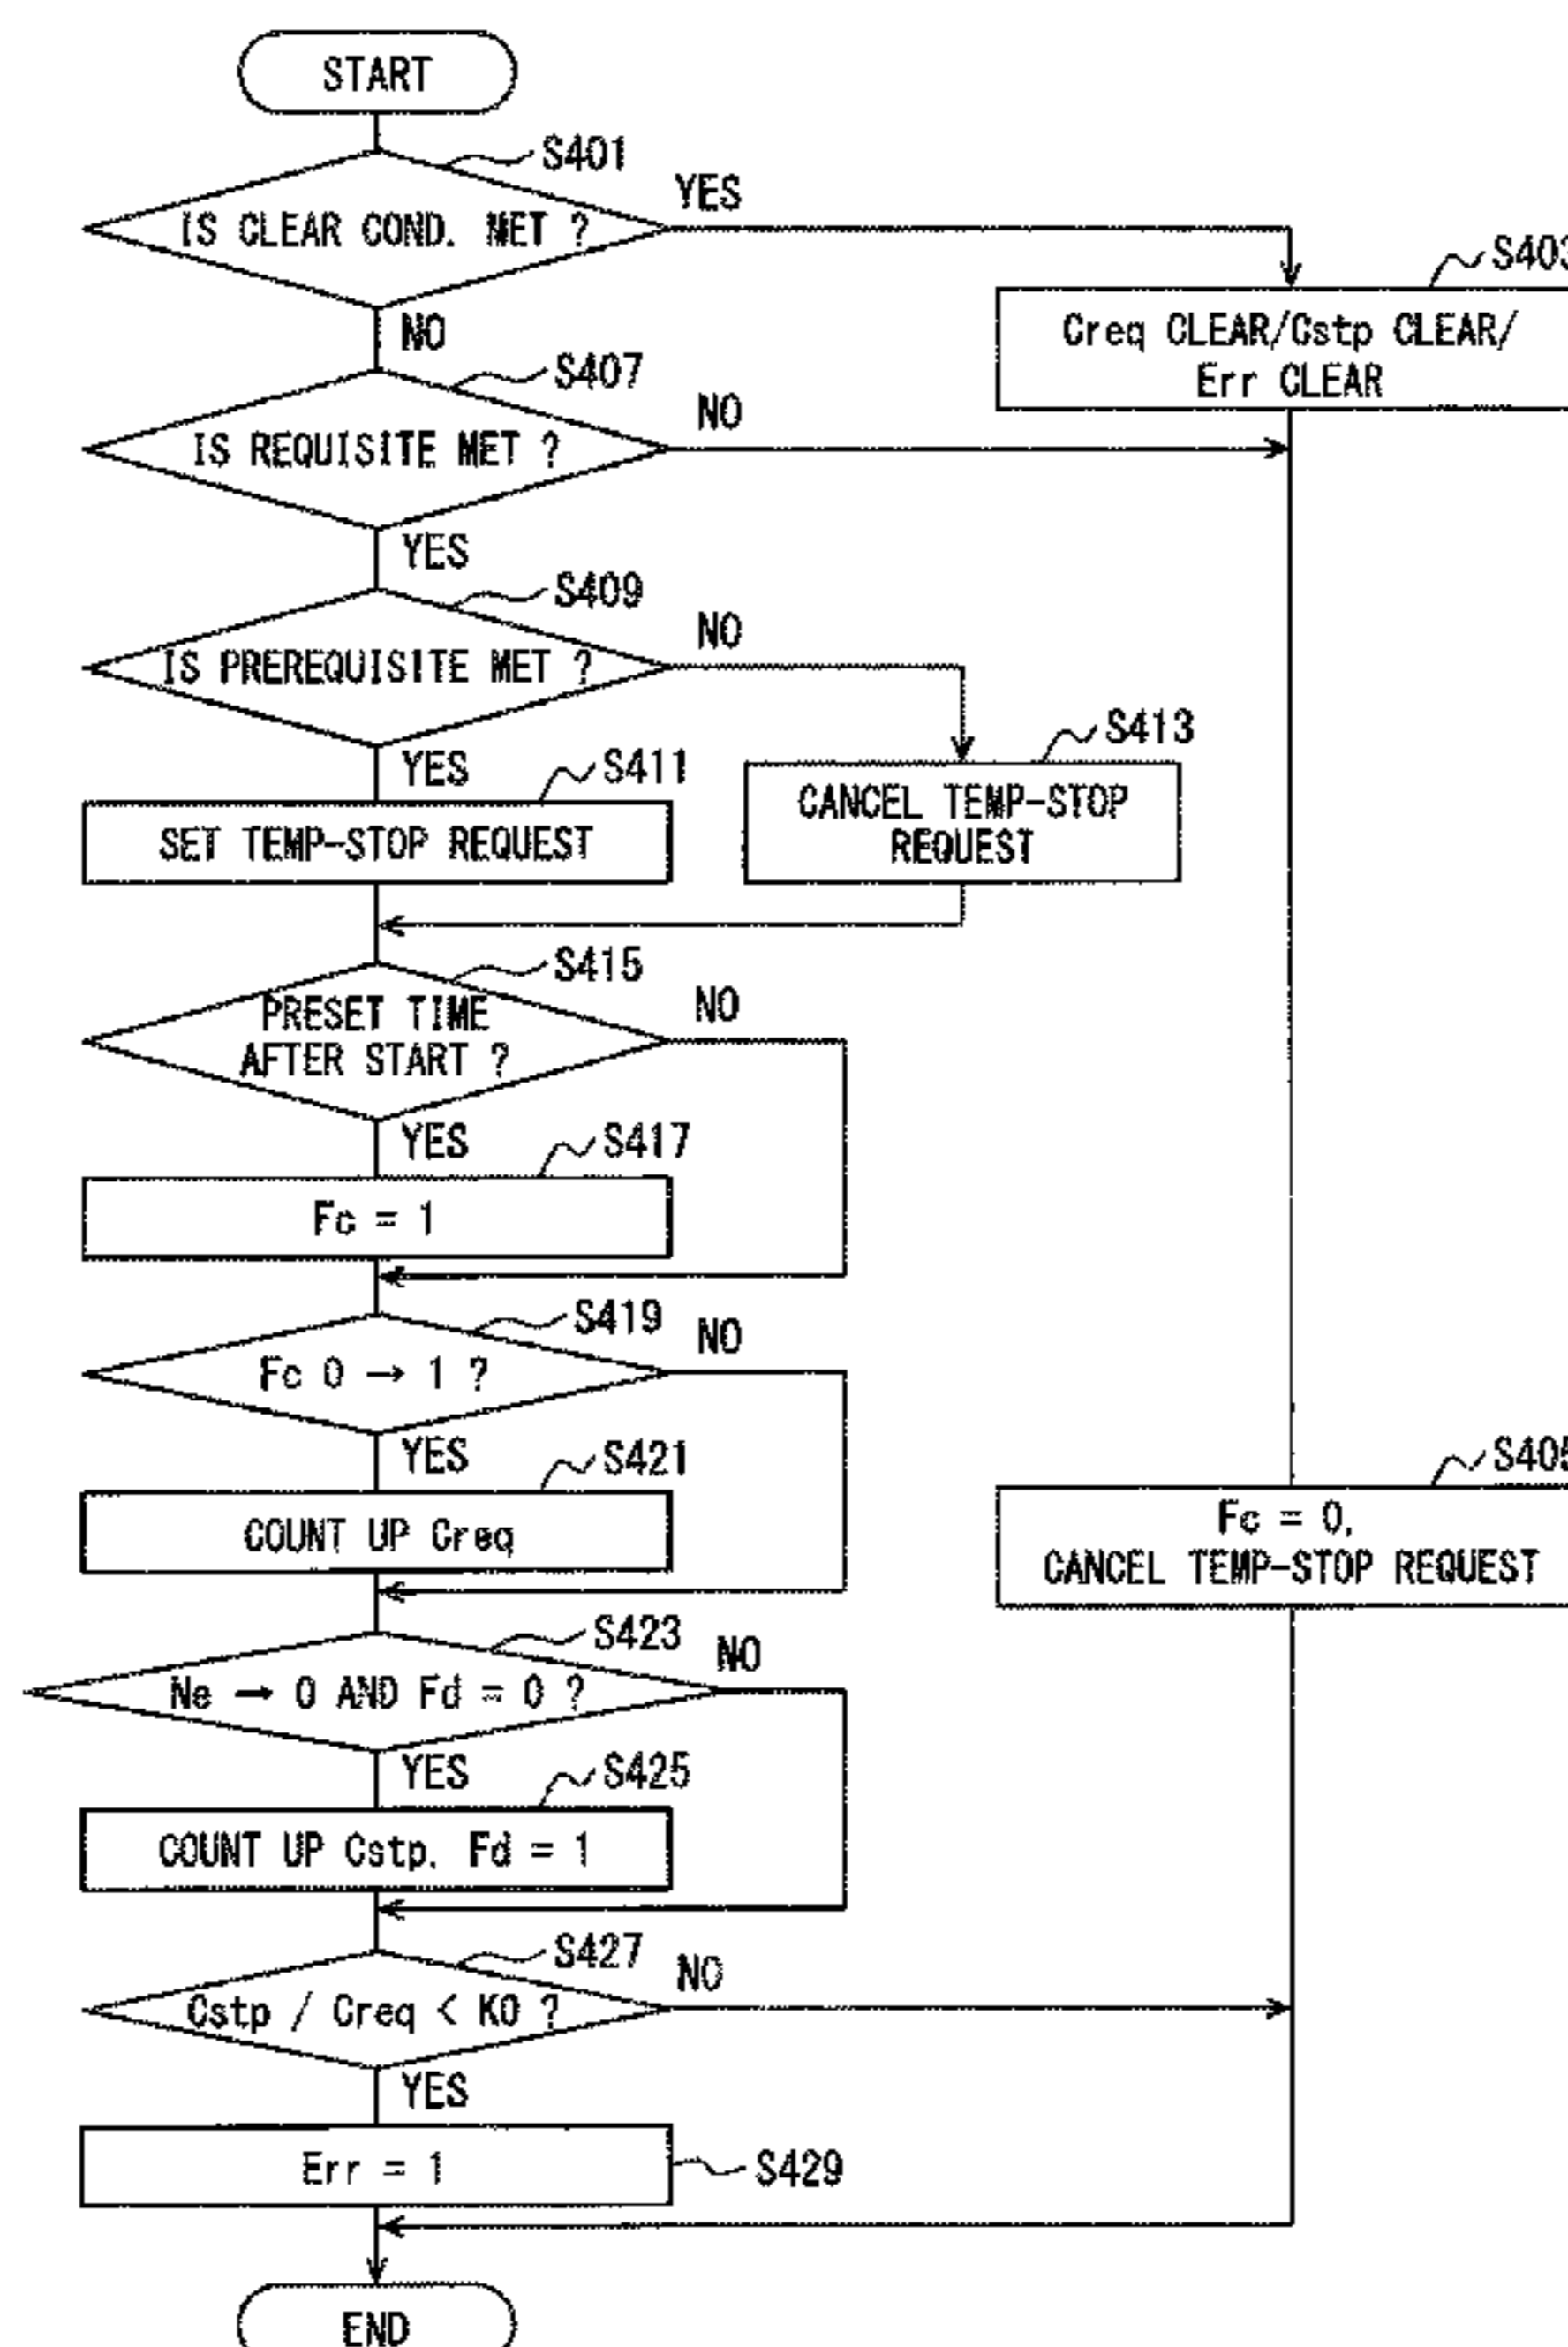 START
S401
IS CLEAR COND. MET ?
YES
S403
Creq CLEAR/Cstp CLEAR/
Err CLEAR
NO
S407
IS REQUISITE MET ?
NO
YES
S409
IS PREREQUISITE MET ?
NO
YES
S411
SET TEMP-STOP REQUEST
S413
CANCEL TEMP-STOP
REQUEST
S415
PRESET TIME
AFTER START ?
NO
YES
S417
Fc = 1
S419
Fc 0 → 1 ?
NO
YES
S421
COUNT UP Creq
S405
Fc = 0,
CANCEL TEMP-STOP REQUEST
S423
Ne → 0 AND Fd = 0 ?
NO
YES
S425
COUNT UP Cstp, Fd = 1
S427
Cstp / Creq < K0 ?
NO
YES
Err = 1
S429
END